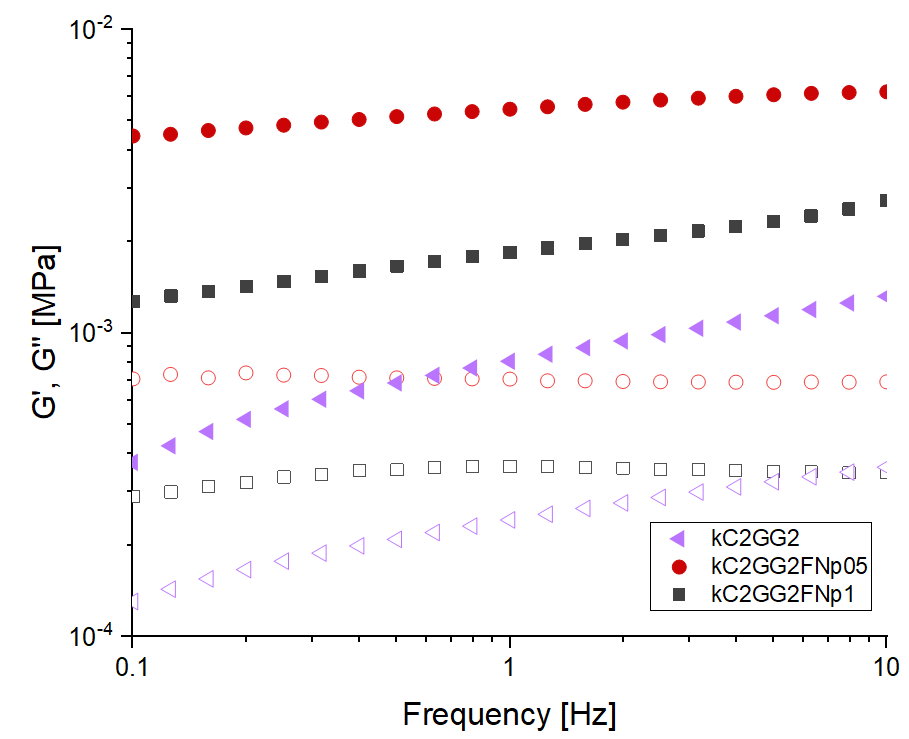 10-2
10-3
10-4
G', G" [MPa]
0.1
1
10
Frequency [Hz]
kC2GG2
kC2GG2FNp05
kC2GG2FNp1